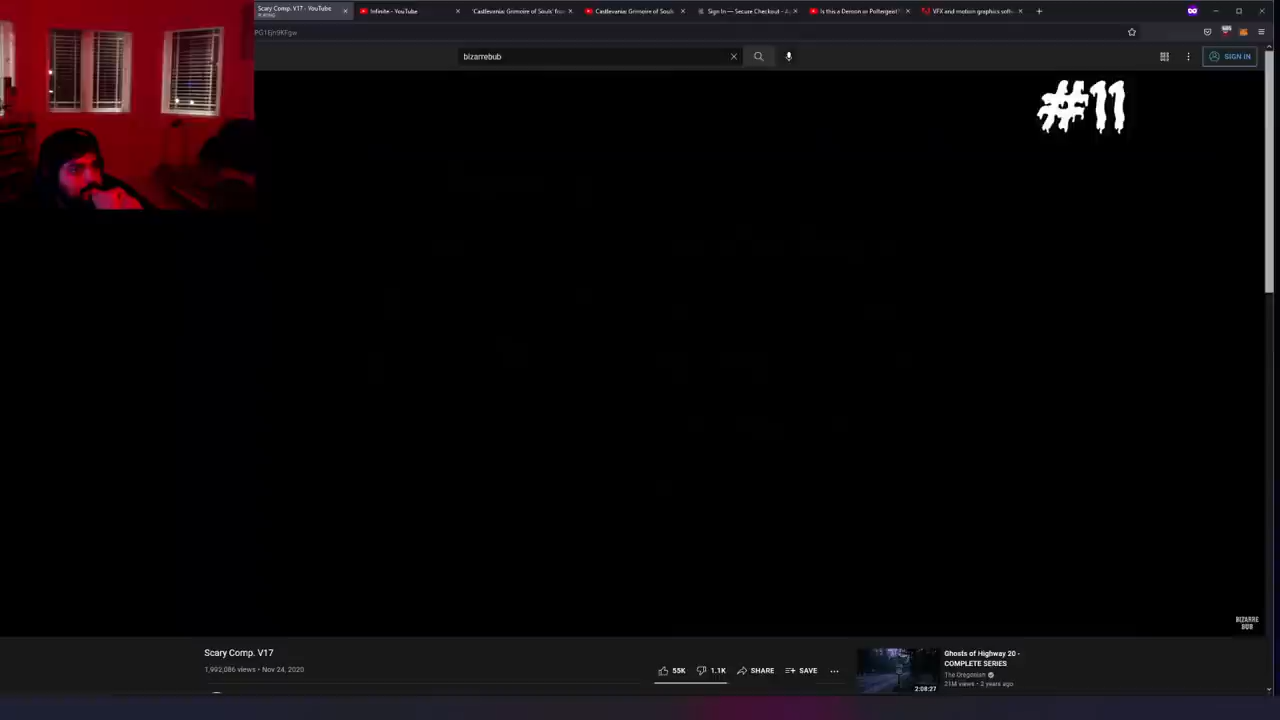 Scary Comp. V17 - YouTube
PLAYING
Infinite - YouTube
'Castlevania: Grimoire of Souls' fro
Castlevania: Grimoire of Souls
Sign In — Secure Checkout - A
Is this a Demon or Poltergeist?
VFX and motion graphics soft
bizarrebub
SIGN IN
#11
BIZARRE
BUB
Scary Comp. V17
1,992,086 views • Nov 24, 2020
55K
1.1K
SHARE
SAVE
2:08:27
Ghosts of Highway 20 -
COMPLETE SERIES
The Oregonian
21M views • 2 years ago